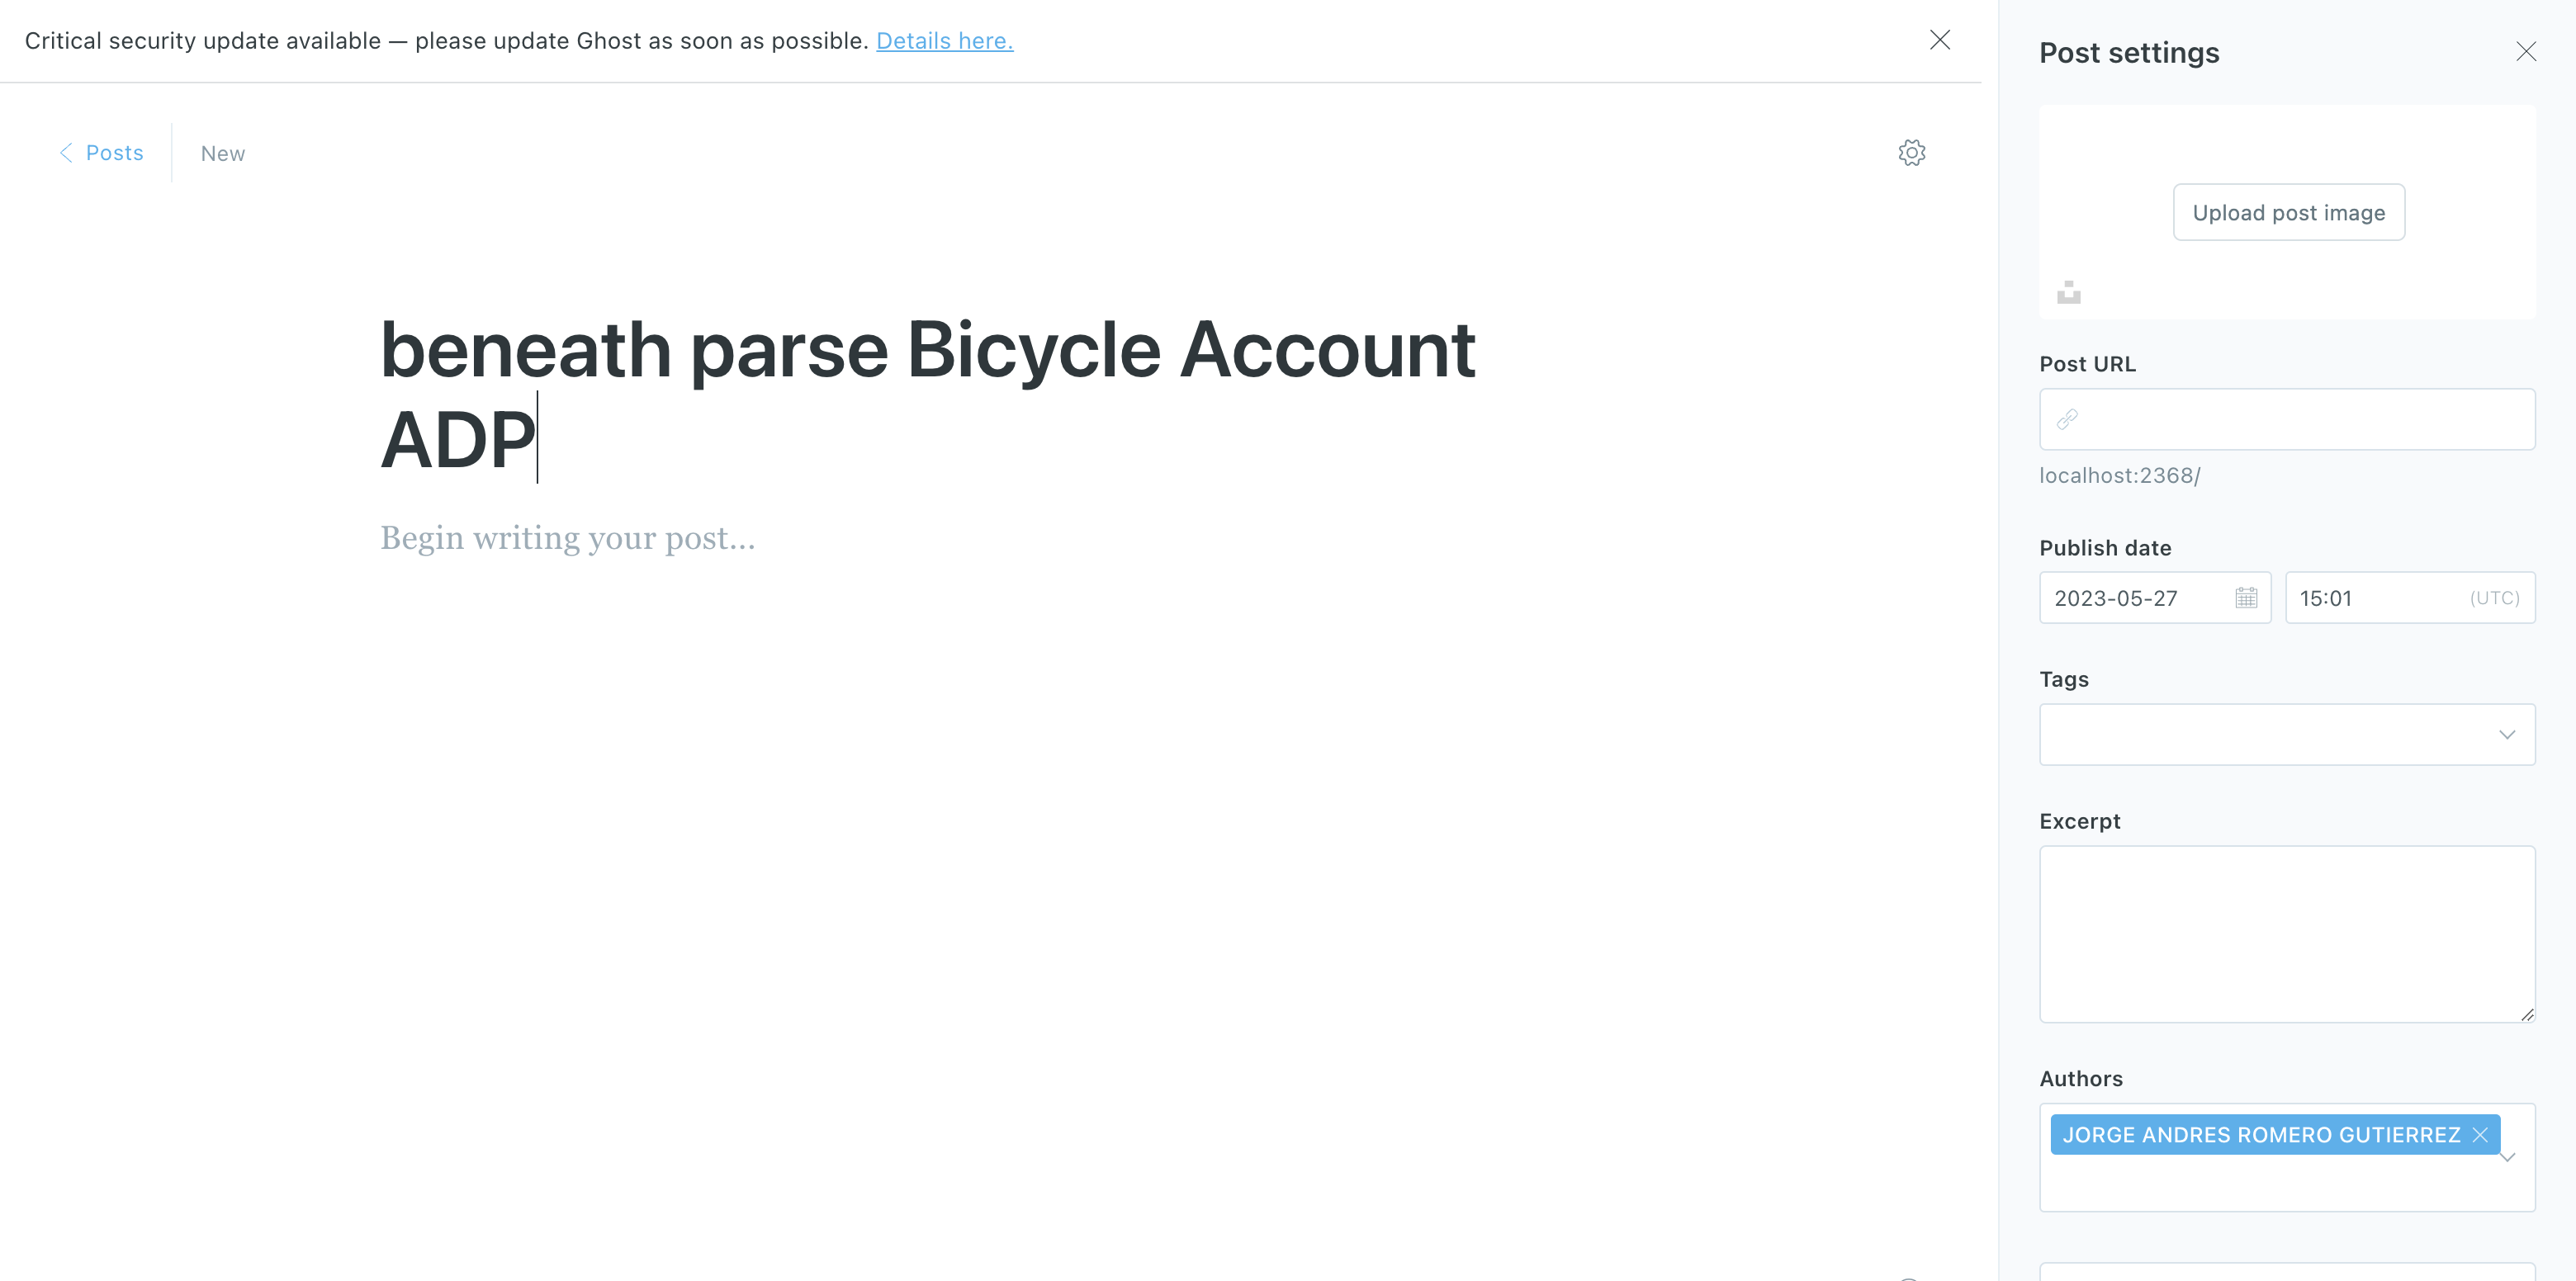 Critical security update available — please update Ghost as soon as possible. Details here.
Posts
New
beneath parse Bicycle Account
ADP
Begin writing your post...
Post settings
Upload post image
Post URL
localhost:2368/
Publish date
2023-05-27
15:01 (UTC)
Tags
Excerpt
Authors
JORGE ANDRES ROMERO GUTIERREZ